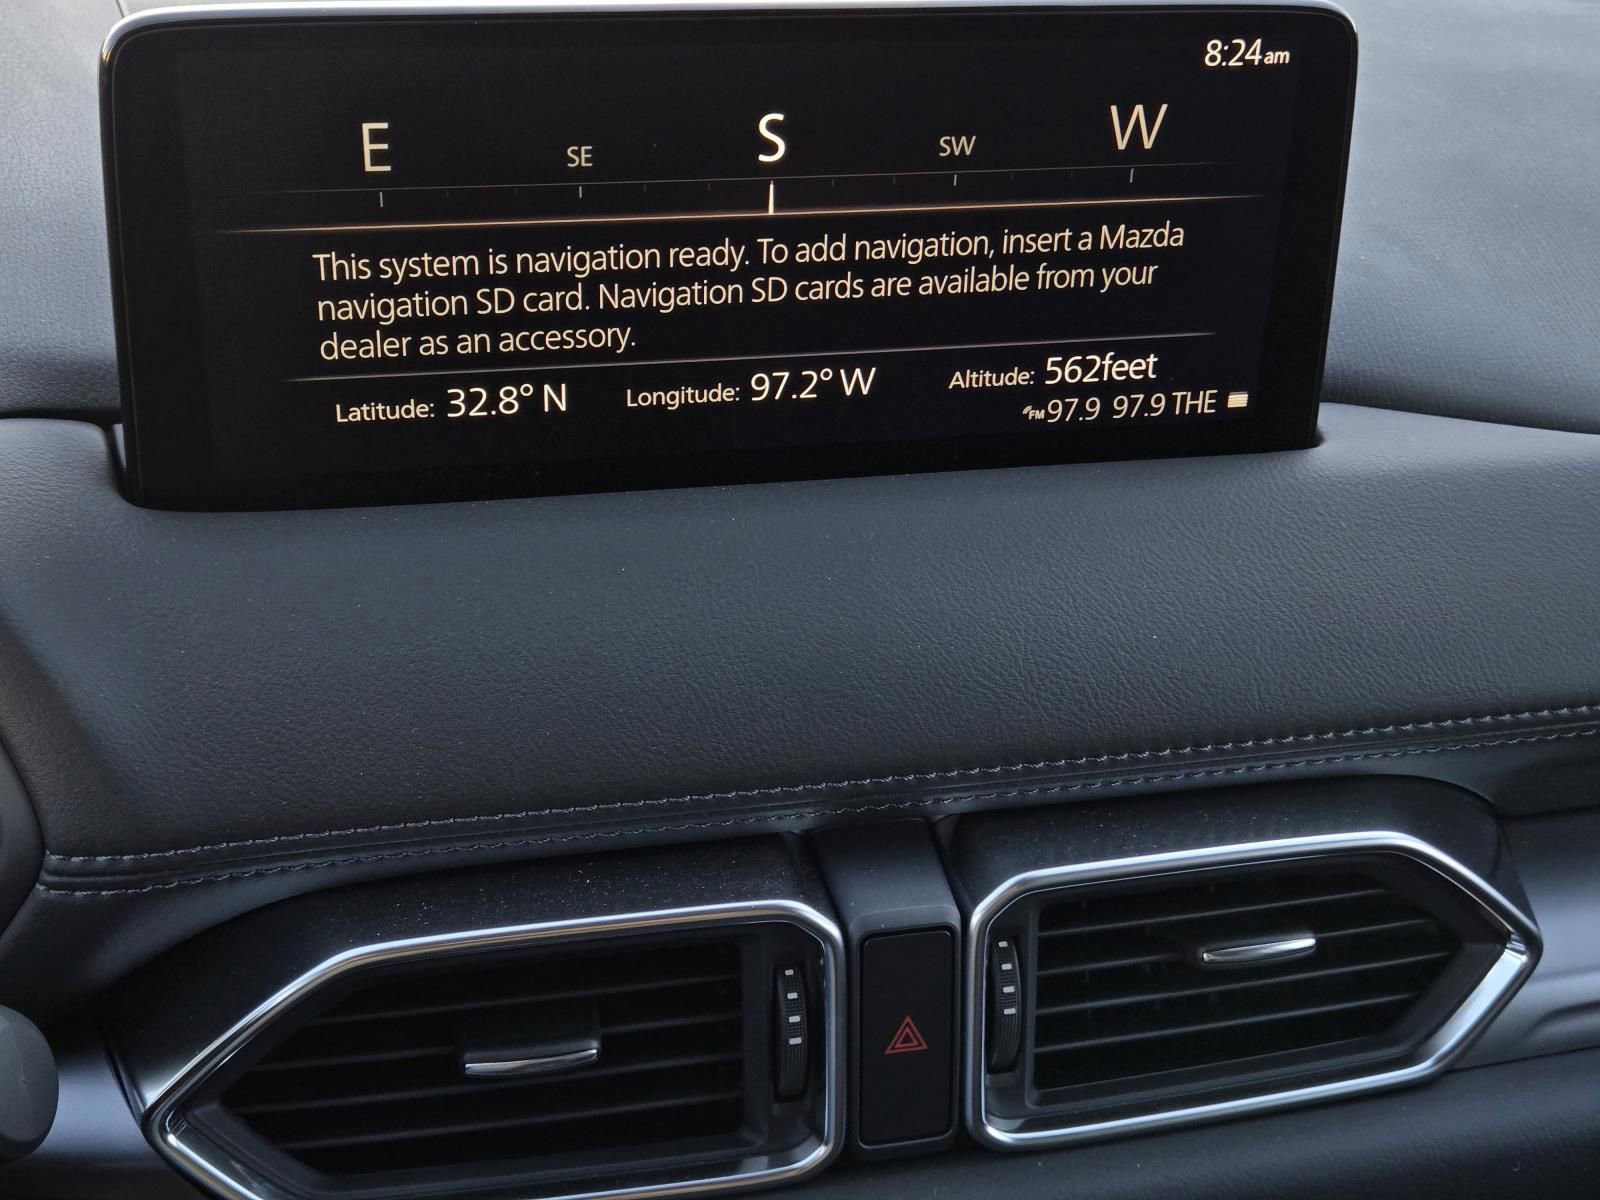 8:24am
E SE S SW W
This system is navigation ready. To add navigation, insert a Mazda
navigation SD card. Navigation SD cards are available from your
dealer as an accessory.
Latitude: 32.8° N Longitude: 97.2° W Altitude: 562feet
FM 97.9 97.9 THE